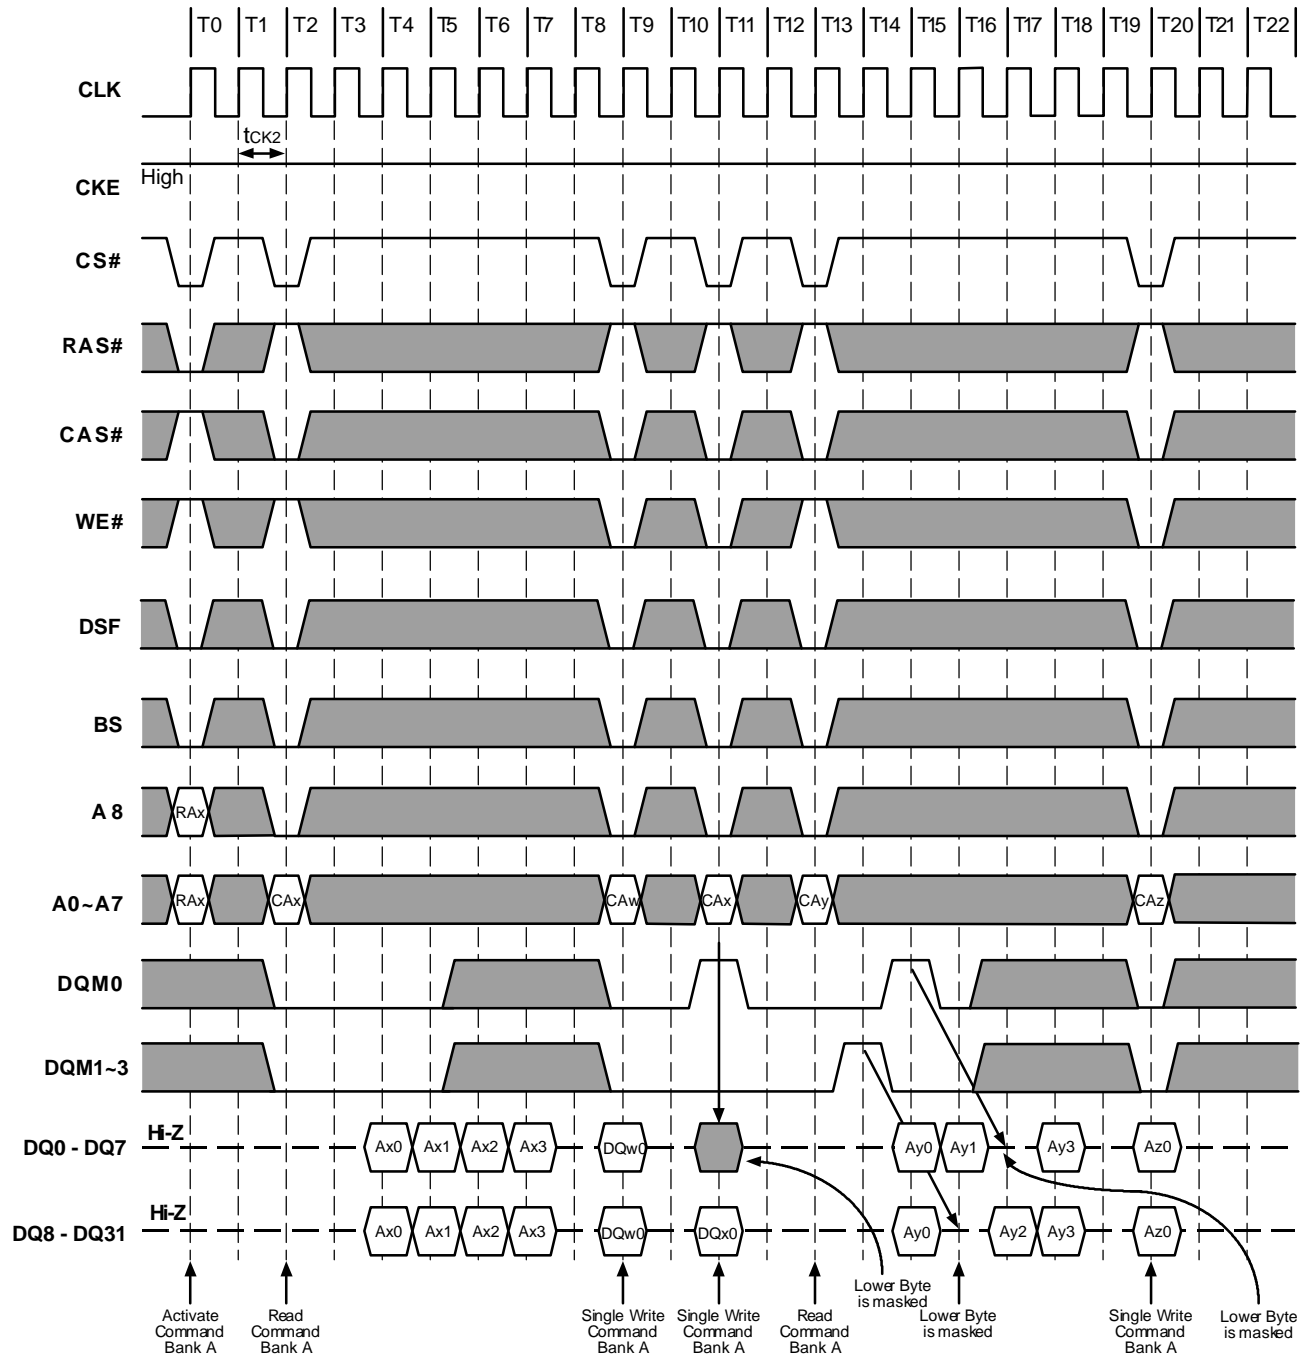 T0 T1 T2 T3 T4 T5 T6 T7 T8 T9 T10 T11 T12 T13 T14 T15 T16 T17 T18 T19 T20 T21 T22
CLK
tCK2
High
CKE
CS#
RAS#
CAS#
WE#
DSF
BS
A8 RAx
A0~A7 RAx CAx CAw CAx CAy CAz
DQM0
DQM1~3
Hi-Z
DQ0 - DQ7 Ax0 Ax1 Ax2 Ax3 DQw0 Ay0 Ay1 Ay3 Az0
Hi-Z
DQ8 - DQ31 Ax0 Ax1 Ax2 Ax3 DQw0 DQx0 Ay0 Ay2 Ay3 Az0
Activate
Command
Bank A
Read
Command
Bank A
Single Write
Command
Bank A
Single Write
Command
Bank A
Read
Command
Bank A
Lower Byte
is masked
Lower Byte
is masked
Single Write
Command
Bank A
Lower Byte
is masked